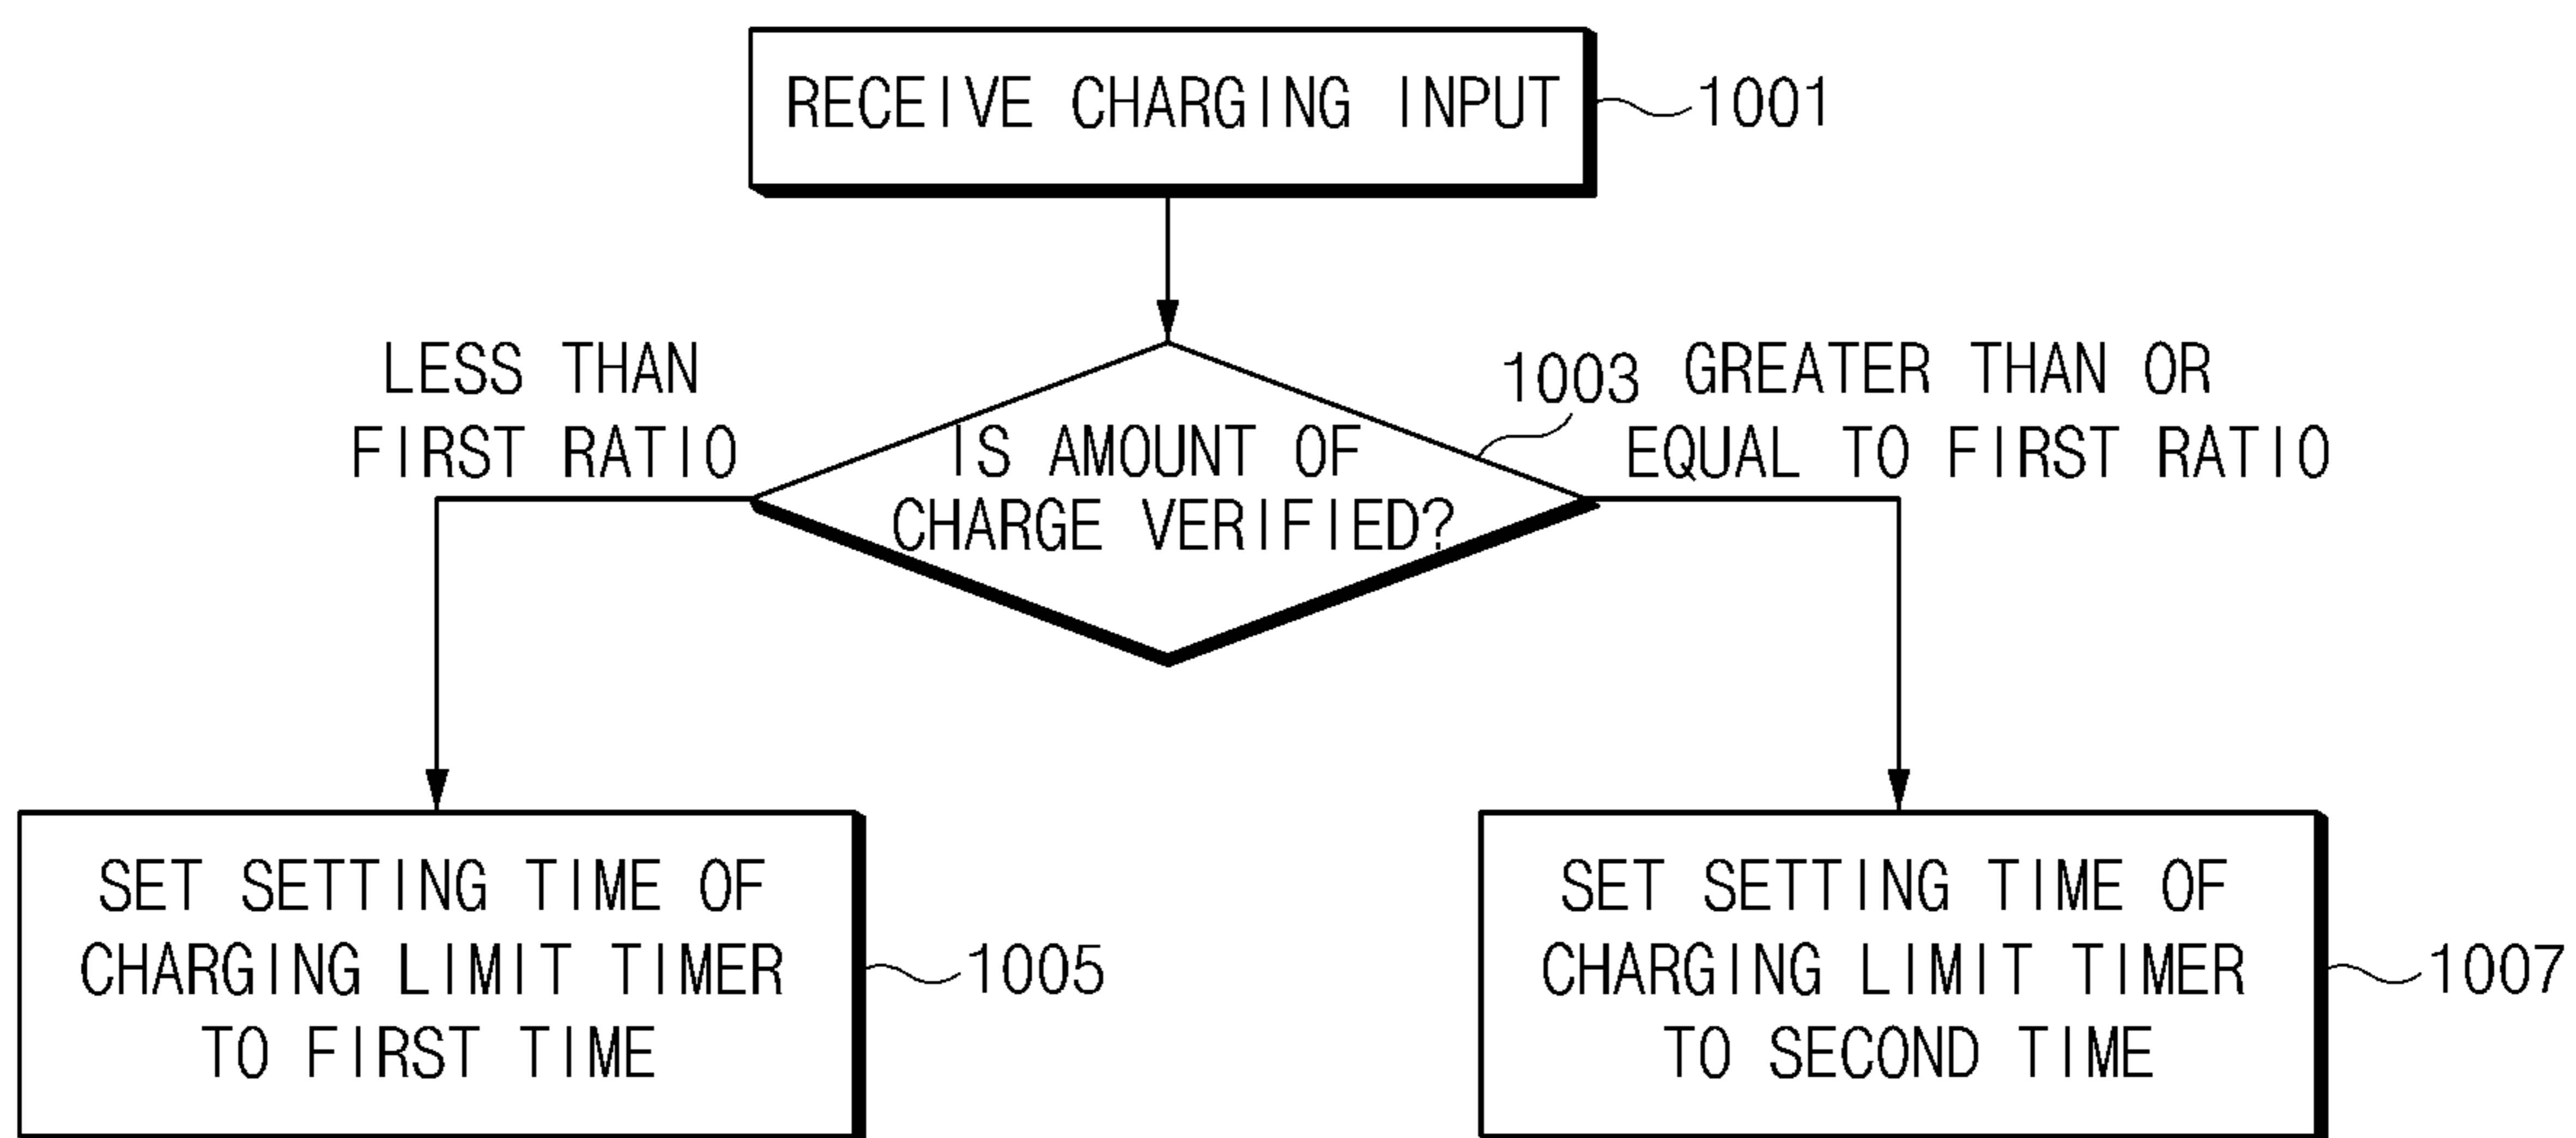 RECEIVE CHARGING INPUT
1001
LESS THAN
FIRST RATIO
IS AMOUNT OF
CHARGE VERIFIED?
1003
GREATER THAN OR
EQUAL TO FIRST RATIO
SET SETTING TIME OF
CHARGING LIMIT TIMER
TO FIRST TIME
1005
SET SETTING TIME OF
CHARGING LIMIT TIMER
TO SECOND TIME
1007